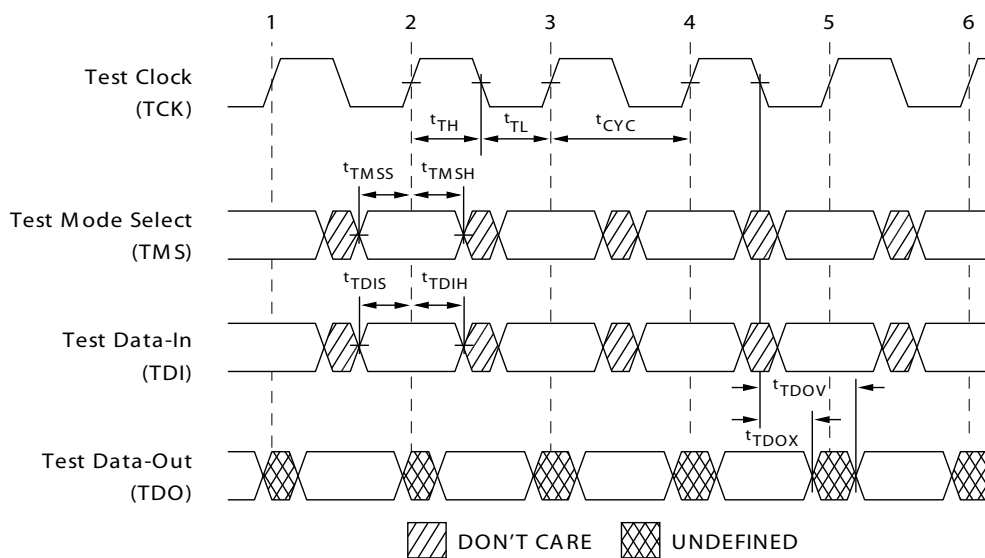 1 2 3 4 5 6
Test Clock
(TCK)
tTH tTL tCYC
tTMSS tTMSH
Test Mode Select
(TMS)
tTDIS tTDIH
Test Data-In
(TDI)
tTDOV
tTDOX
Test Data-Out
(TDO)
DON'T CARE UNDEFINED